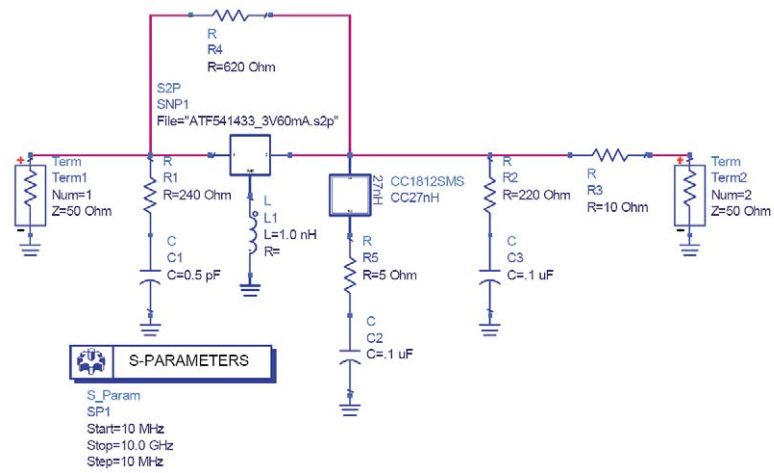 R
R4
R=620 Ohm
S2P
SNP1
File="ATF541433_3V60mA.s2p"
Term
Term1
Num=1
Z=50 Ohm
R
R1
R=240 Ohm
C
C1
C=0.5 pF
L
L1
L=1.0 nH
R=
27nH
CC1812SMS
CC27nH
R
R5
R=5 Ohm
C
C2
C=.1 uF
R
R2
R=220 Ohm
C
C3
C=.1 uF
R
R3
R=10 Ohm
Term
Term2
Num=2
Z=50 Ohm
S-PARAMETERS
S_Param
SP1
Start=10 MHz
Stop=10.0 GHz
Step=10 MHz